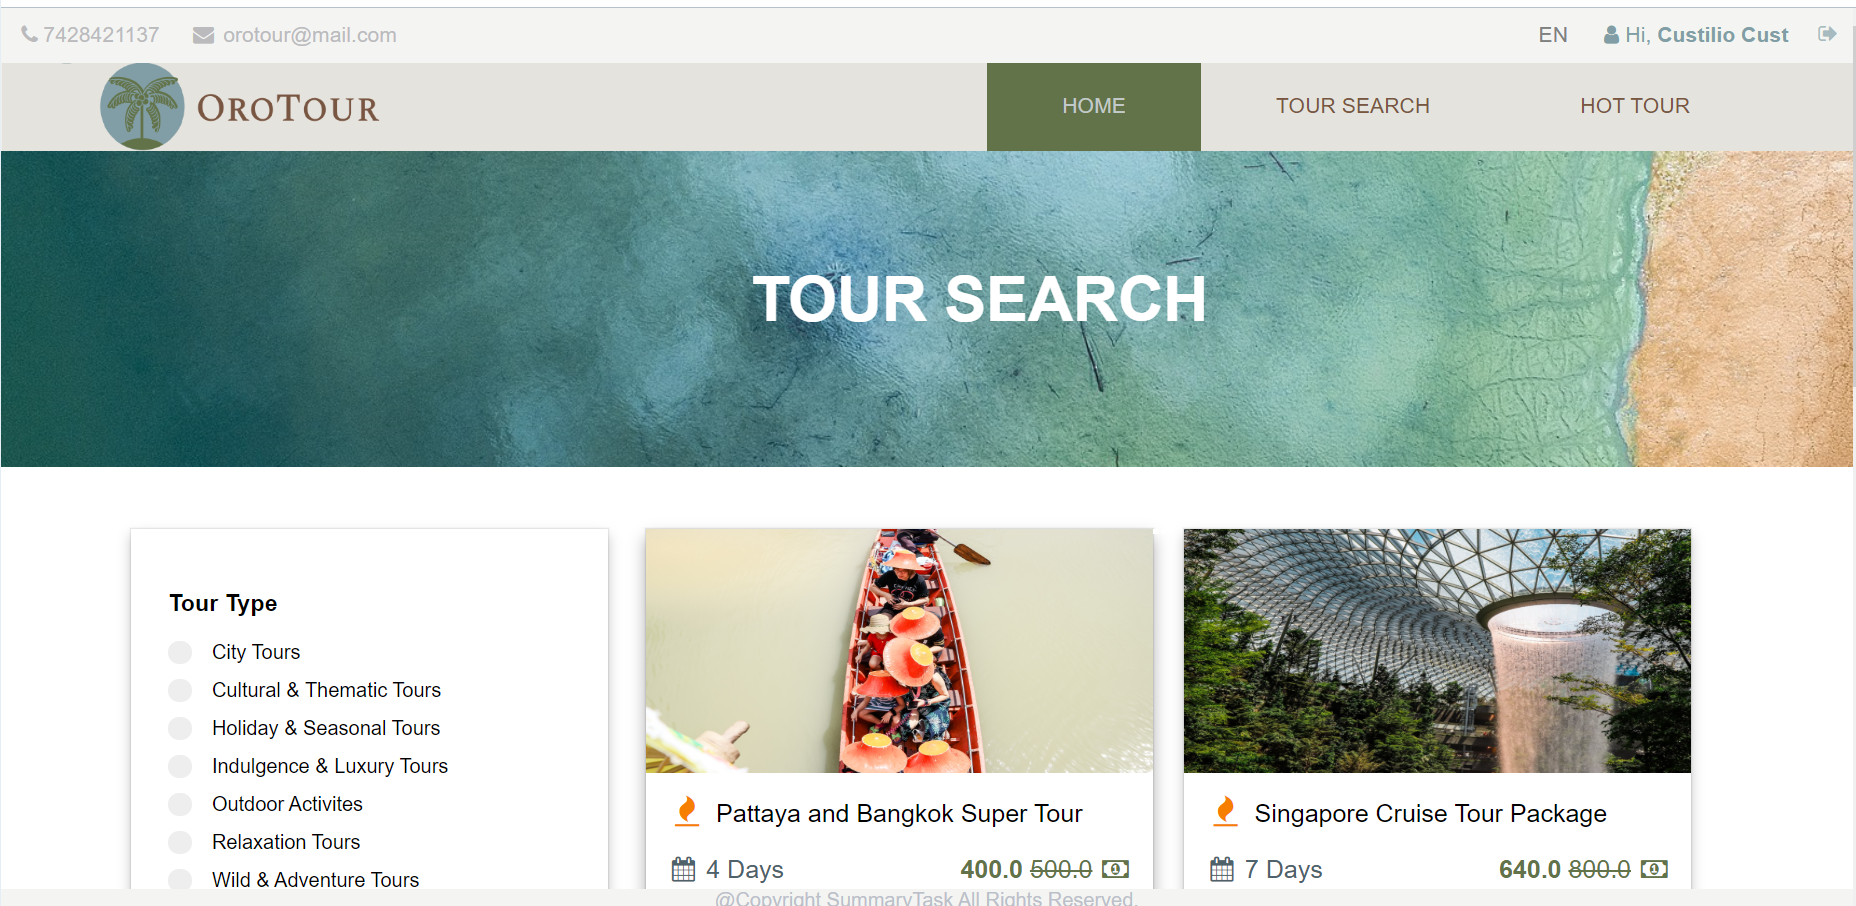 7428421137 orotour@mail.com EN Hi, Custilio Cust
OROTOUR HOME TOUR SEARCH HOT TOUR
TOUR SEARCH
Tour Type
City Tours
Cultural & Thematic Tours
Holiday & Seasonal Tours
Indulgence & Luxury Tours
Outdoor Activites
Relaxation Tours
Wild & Adventure Tours
Pattaya and Bangkok Super Tour
4 Days 400.0 500.0
Singapore Cruise Tour Package
7 Days 640.0 800.0
@Copyright SummaryTask All Rights Reserved.